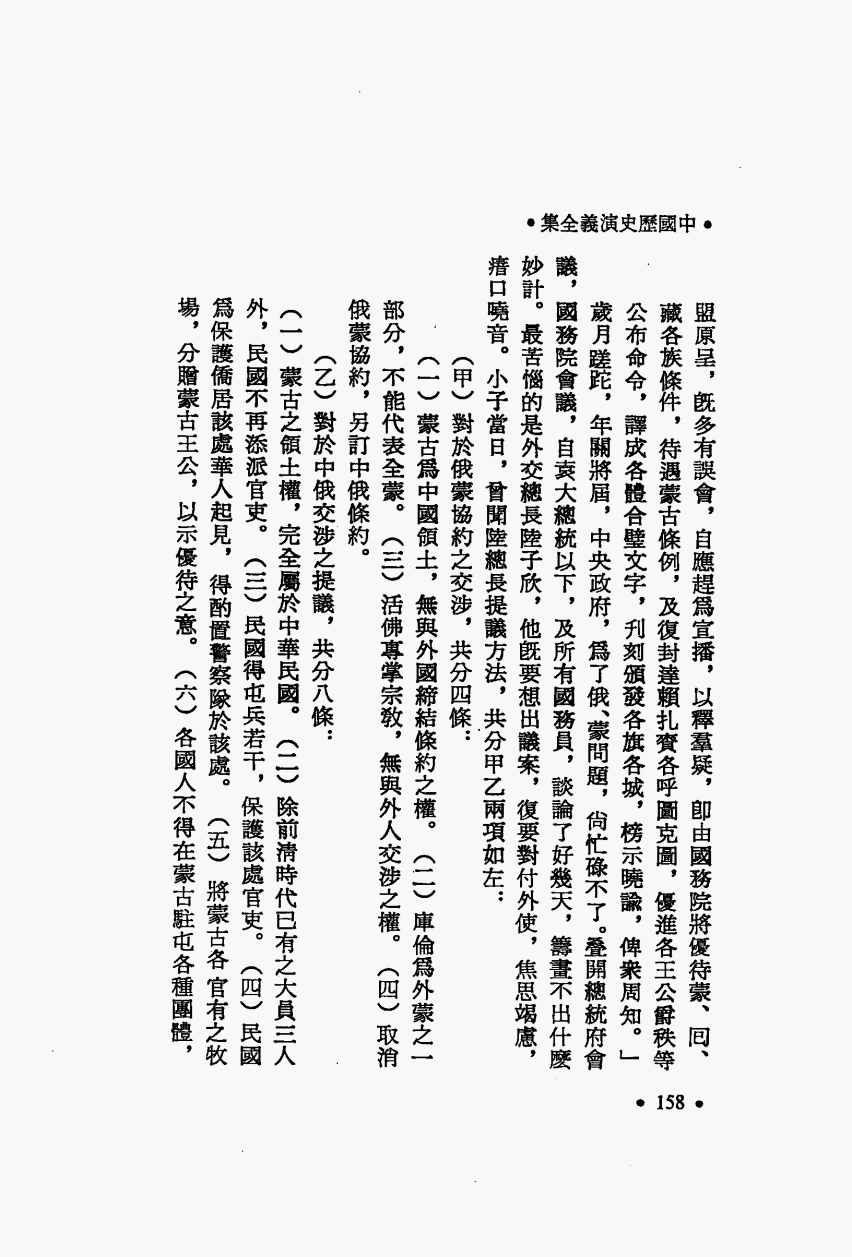 •中國歷史演義全集•
盟原呈，既多有誤會，自應趕爲宣播，以釋羣疑，卽由國務院將優待蒙、回、
藏各族條件，待遇蒙古條例，及復封達賴扎賚各呼圖克圖，優進各王公爵秩等
公布命令，譯成各體合璧文字，刋刻頒發各旗各城，榜示曉諭，俾衆周知。」
歲月蹉跎，年關將屆，中央政府，爲了俄、蒙問題，尙忙碌不了。叠開總統府會
議，國務院會議，自袁大總統以下，及所有國務員，談論了好幾天，籌畫不出什麼
妙計。最苦惱的是外交總長陸子欣，他既要想出議案，復要對付外使，焦思竭慮，
瘏口嘵音。小子當日，曾聞陸總長提議方法，共分甲乙兩項如左：
（甲）對於俄蒙協約之交涉，共分四條：
（一）蒙古爲中國領土，無與外國締結條約之權。（二）庫倫爲外蒙之一
部分，不能代表全蒙。（三）活佛專掌宗敎，無與外人交涉之權。（四）取消
俄蒙協約，另訂中俄條約。
（乙）對於中俄交涉之提議，共分八條：
（一）蒙古之領土權，完全屬於中華民國。（二）除前淸時代已有之大員三人
外，民國不再添派官吏。（三）民國得屯兵若干，保護該處官吏。（四）民國
爲保護僑居該處華人起見，得酌置警察隊於該處。（五）將蒙古各官有之牧
場，分贈蒙古王公，以示優待之意。（六）各國人不得在蒙古駐屯各種團體，
•158•